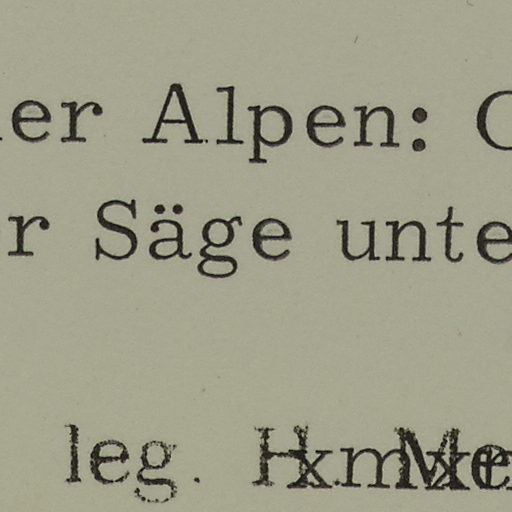 er Alpen:
r Säge unte
leg. H.